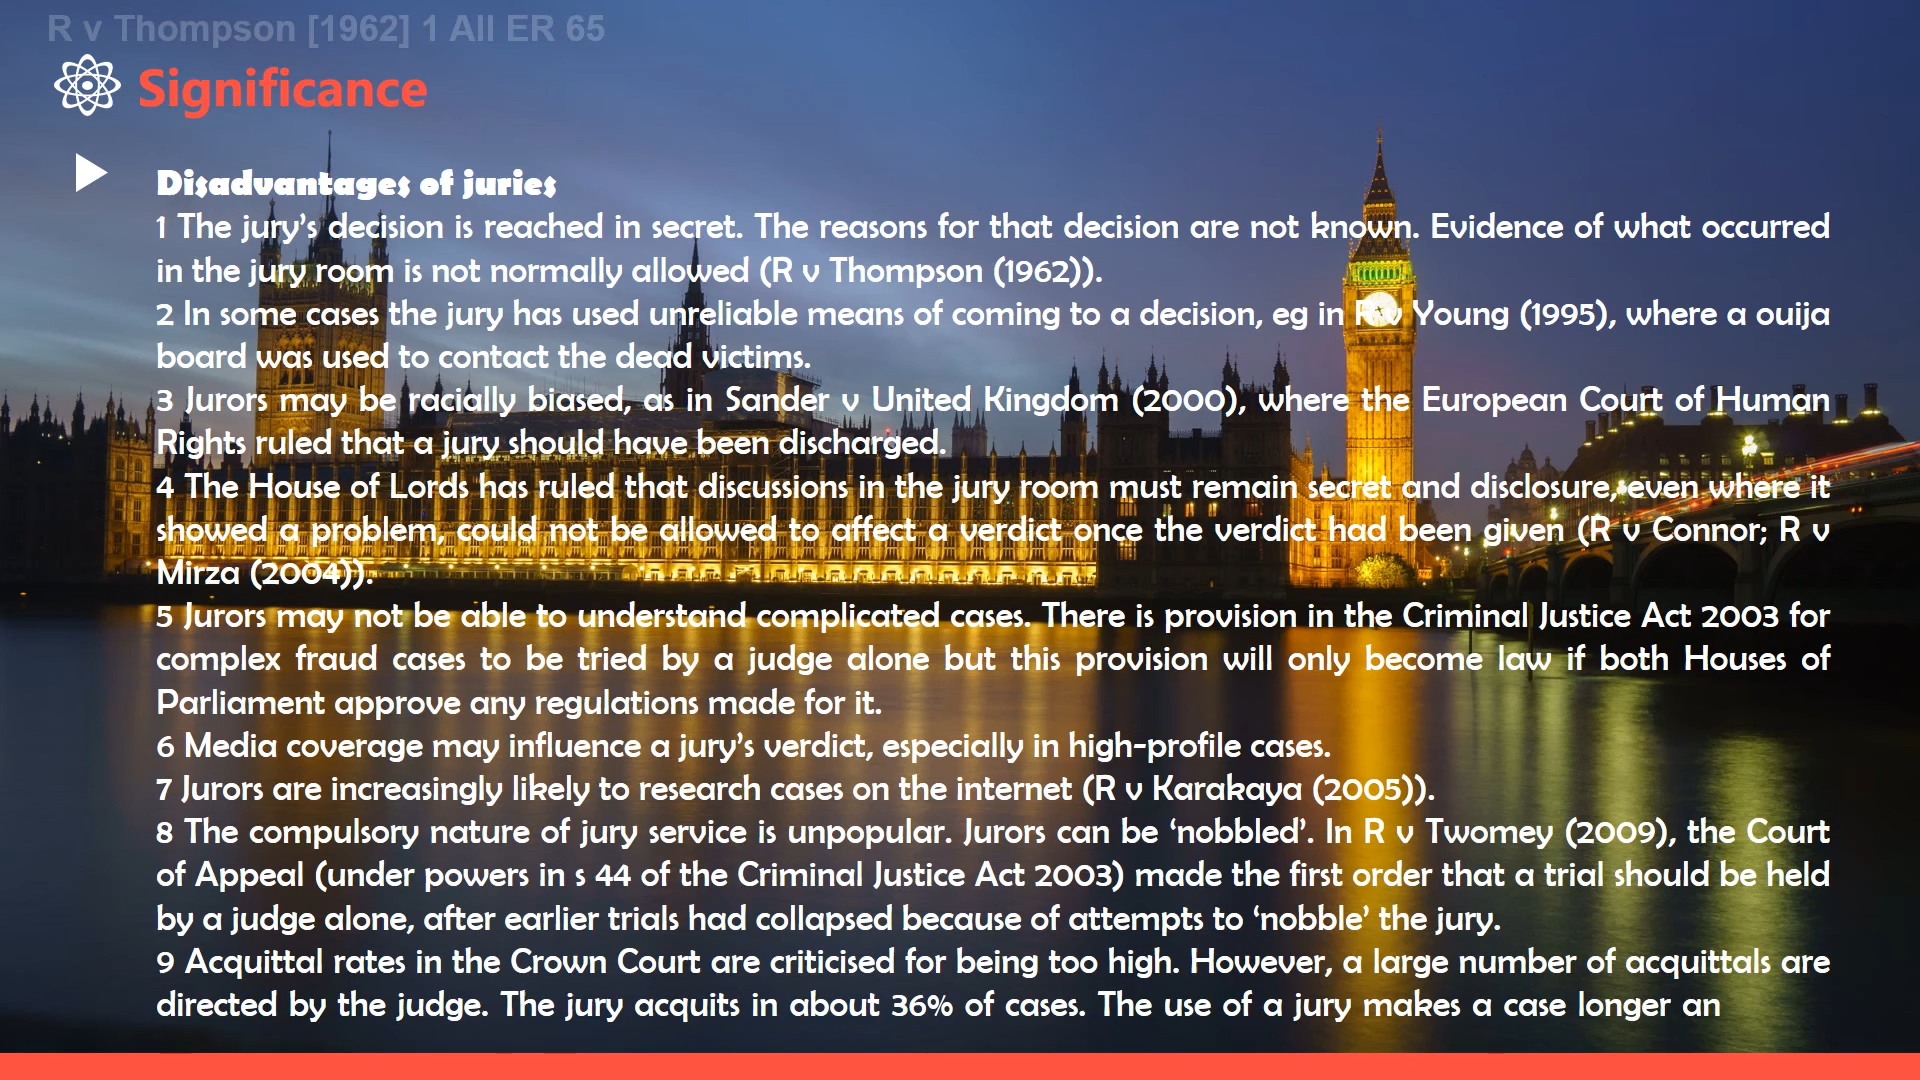 R v Thompson [1962] 1 All ER 65
Significance
Disadvantages of juries
1 The jury’s decision is reached in secret. The reasons for that decision are not known. Evidence of what occurred
in the jury room is not normally allowed (R v Thompson (1962)).
2 In some cases the jury has used unreliable means of coming to a decision, eg in R v Young (1995), where a ouija
board was used to contact the dead victims.
3 Jurors may be racially biased, as in Sander v United Kingdom (2000), where the European Court of Human
Rights ruled that a jury should have been discharged.
4 The House of Lords has ruled that discussions in the jury room must remain secret and disclosure, even where it
showed a problem, could not be allowed to affect a verdict once the verdict had been given (R v Connor; R v
Mirza (2004)).
5 Jurors may not be able to understand complicated cases. There is provision in the Criminal Justice Act 2003 for
complex fraud cases to be tried by a judge alone but this provision will only become law if both Houses of
Parliament approve any regulations made for it.
6 Media coverage may influence a jury’s verdict, especially in high-profile cases.
7 Jurors are increasingly likely to research cases on the internet (R v Karakaya (2005)).
8 The compulsory nature of jury service is unpopular. Jurors can be ‘nobbled’. In R v Twomey (2009), the Court
of Appeal (under powers in s 44 of the Criminal Justice Act 2003) made the first order that a trial should be held
by a judge alone, after earlier trials had collapsed because of attempts to ‘nobble’ the jury.
9 Acquittal rates in the Crown Court are criticised for being too high. However, a large number of acquittals are
directed by the judge. The jury acquits in about 36% of cases. The use of a jury makes a case longer an